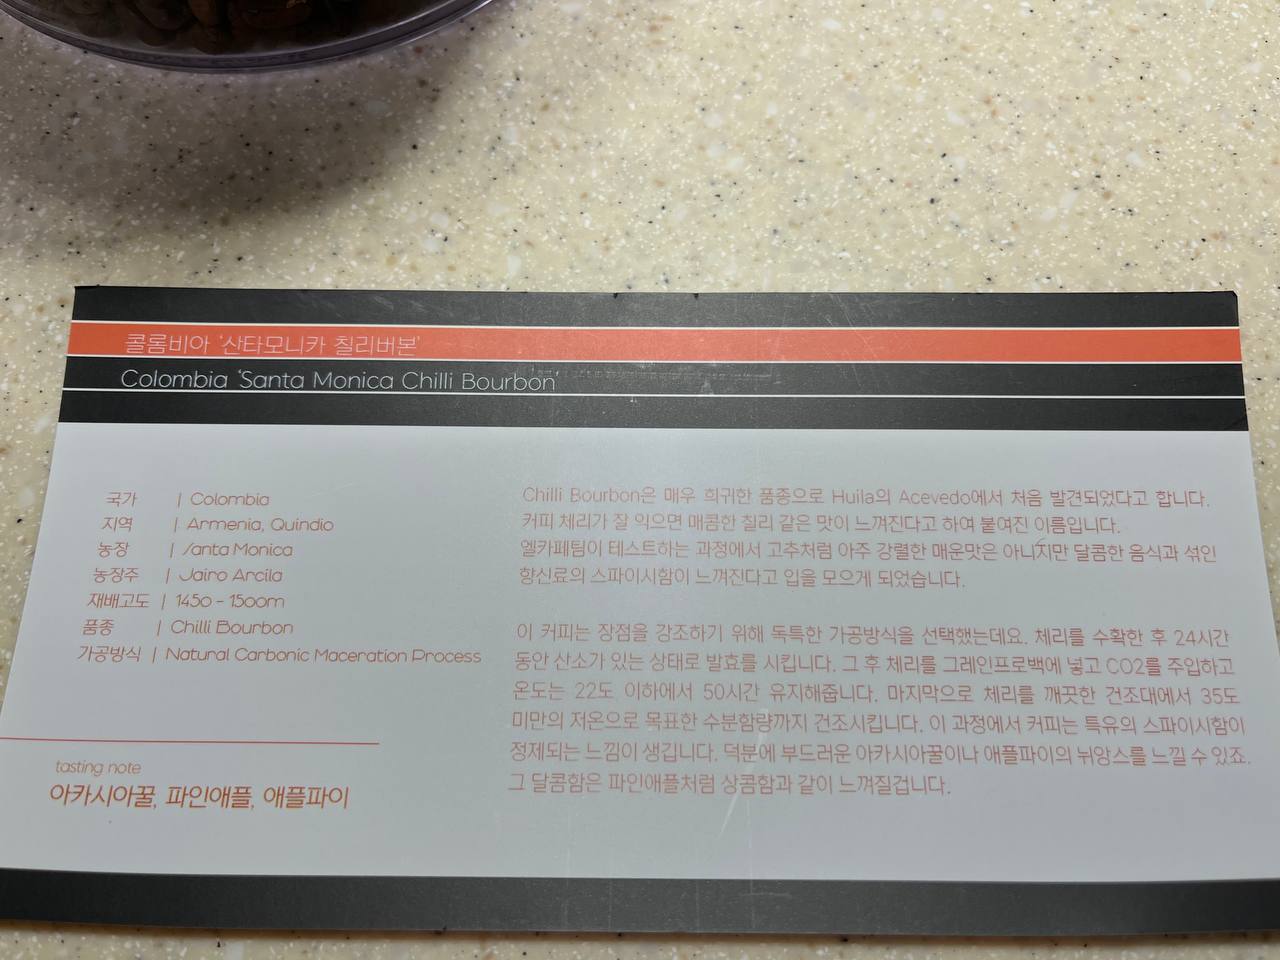 콜롬비아 '산타모니카 칠리버본'
Colombia 'Santa Monica Chilli Bourbon'
국가 | Colombia
지역 | Armenia, Quindio
농장 | Santa Monica
농장주 | Jairo Arcila
재배고도 | 1450 - 1500m
품종 | Chilli Bourbon
가공방식 | Natural Carbonic Maceration Process
tasting note
아카시아꿀, 파인애플, 애플파이
Chilli Bourbon은 매우 희귀한 품종으로 Huila의 Acevedo에서 처음 발견되었다고 합니다.
커피 체리가 잘 익으면 매콤한 칠리 같은 맛이 느껴진다고 하여 붙여진 이름입니다.
엘카페팀이 테스트하는 과정에서 고추처럼 아주 강렬한 매운맛은 아니지만 달콤한 음식과 섞인
향신료의 스파이시함이 느껴진다고 입을 모으게 되었습니다.
이 커피는 장점을 강조하기 위해 독특한 가공방식을 선택했는데요. 체리를 수확한 후 24시간
동안 산소가 있는 상태로 발효를 시킵니다. 그 후 체리를 그레인프로백에 넣고 CO2를 주입하고
온도는 22도 이하에서 50시간 유지해줍니다. 마지막으로 체리를 깨끗한 건조대에서 35도
미만의 저온으로 목표한 수분함량까지 건조시킵니다. 이 과정에서 커피는 특유의 스파이시함이
정제되는 느낌이 생깁니다. 덕분에 부드러운 아카시아꿀이나 애플파이의 뉘앙스를 느낄 수 있죠.
그 달콤함은 파인애플처럼 상콤함과 같이 느껴질겁니다.